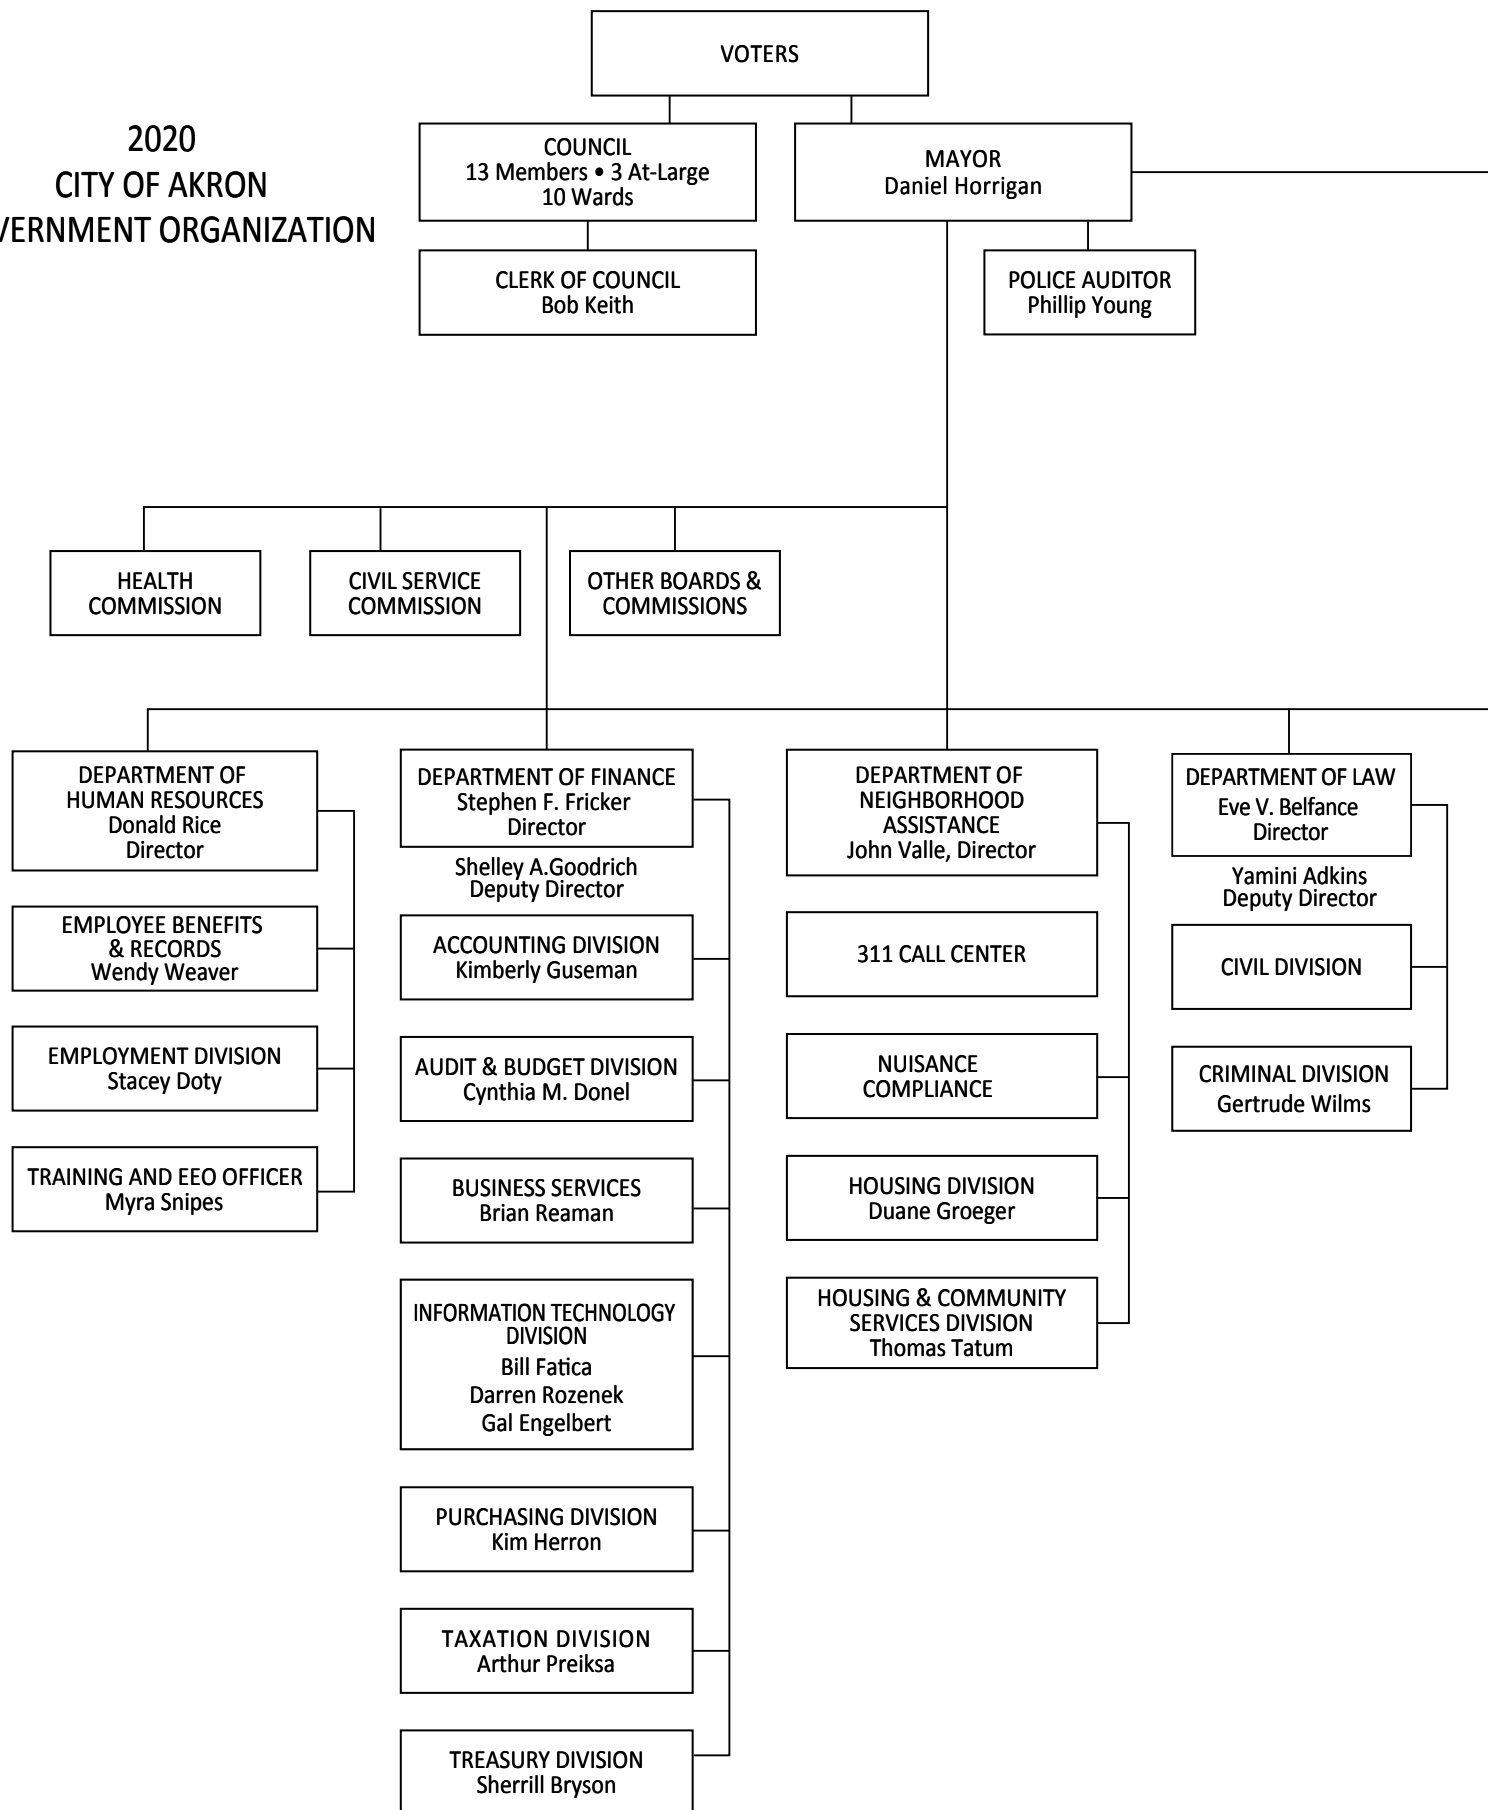 VOTERS
2020
CITY OF AKRON
VERNMENT ORGANIZATION
COUNCIL
13 Members • 3 At-Large
10 Wards
MAYOR
Daniel Horrigan
CLERK OF COUNCIL
Bob Keith
POLICE AUDITOR
Phillip Young
HEALTH
COMMISSION
CIVIL SERVICE
COMMISSION
OTHER BOARDS &
COMMISSIONS
DEPARTMENT OF
HUMAN RESOURCES
Donald Rice
Director
EMPLOYEE BENEFITS
& RECORDS
Wendy Weaver
EMPLOYMENT DIVISION
Stacey Doty
TRAINING AND EEO OFFICER
Myra Snipes
DEPARTMENT OF FINANCE
Stephen F. Fricker
Director
Shelley A.Goodrich
Deputy Director
ACCOUNTING DIVISION
Kimberly Guseman
AUDIT & BUDGET DIVISION
Cynthia M. Donel
BUSINESS SERVICES
Brian Reaman
INFORMATION TECHNOLOGY
DIVISION
Bill Fatica
Darren Rozenek
Gal Engelbert
PURCHASING DIVISION
Kim Herron
TAXATION DIVISION
Arthur Preiksa
TREASURY DIVISION
Sherrill Bryson
DEPARTMENT OF
NEIGHBORHOOD
ASSISTANCE
John Valle, Director
311 CALL CENTER
NUISANCE
COMPLIANCE
HOUSING DIVISION
Duane Groeger
HOUSING & COMMUNITY
SERVICES DIVISION
Thomas Tatum
DEPARTMENT OF LAW
Eve V. Belfance
Director
Yamini Adkins
Deputy Director
CIVIL DIVISION
CRIMINAL DIVISION
Gertrude Wilms